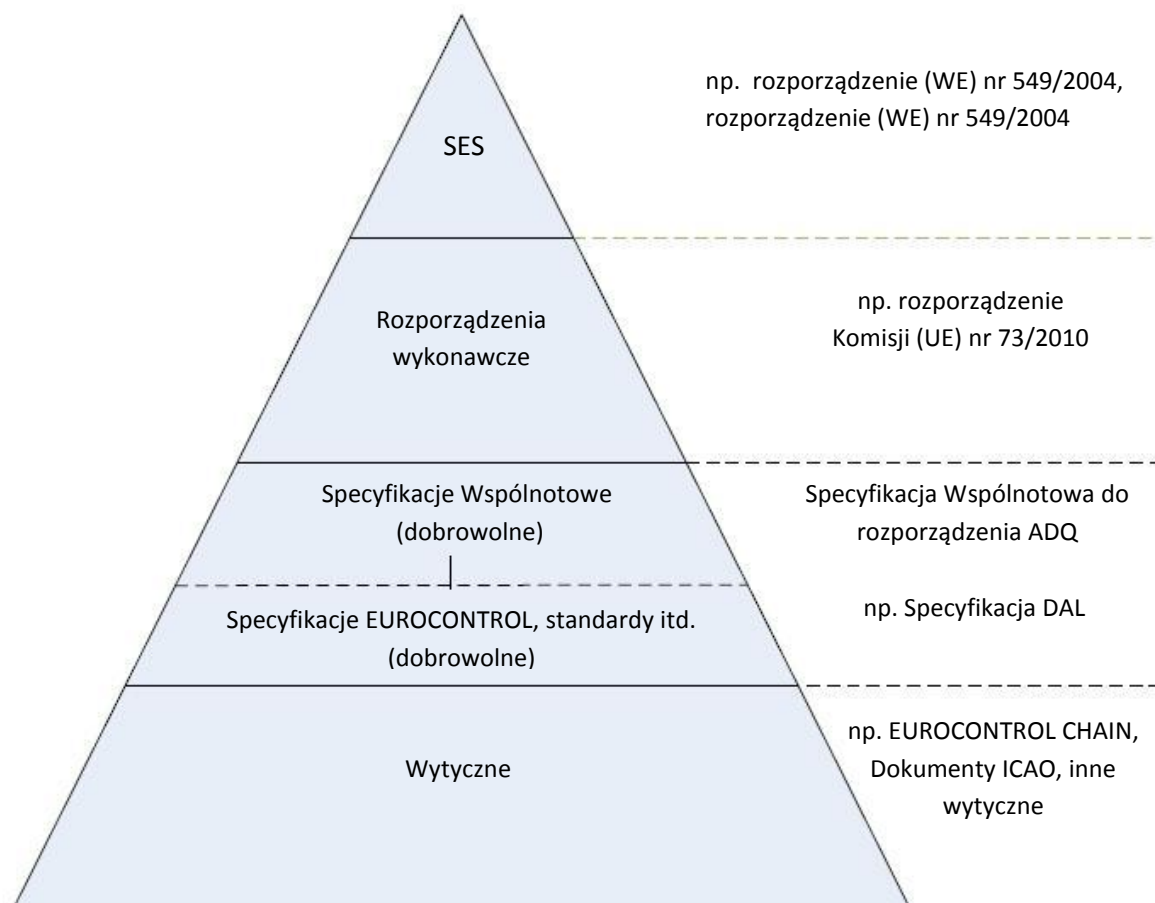 np. rozporządzenie (WE) nr 549/2004,
rozporządzenie (WE) nr 549/2004
SES
Rozporządzenia
wykonawcze
np. rozporządzenie
Komisji (UE) nr 73/2010
Specyfikacje Wspólnotowe
(dobrowolne)
Specyfikacja Wspólnotowa do
rozporządzenia ADQ
Specyfikacje EUROCONTROL, standardy itd.
(dobrowolne)
np. Specyfikacja DAL
Wytyczne
np. EUROCONTROL CHAIN,
Dokumenty ICAO, inne
wytyczne